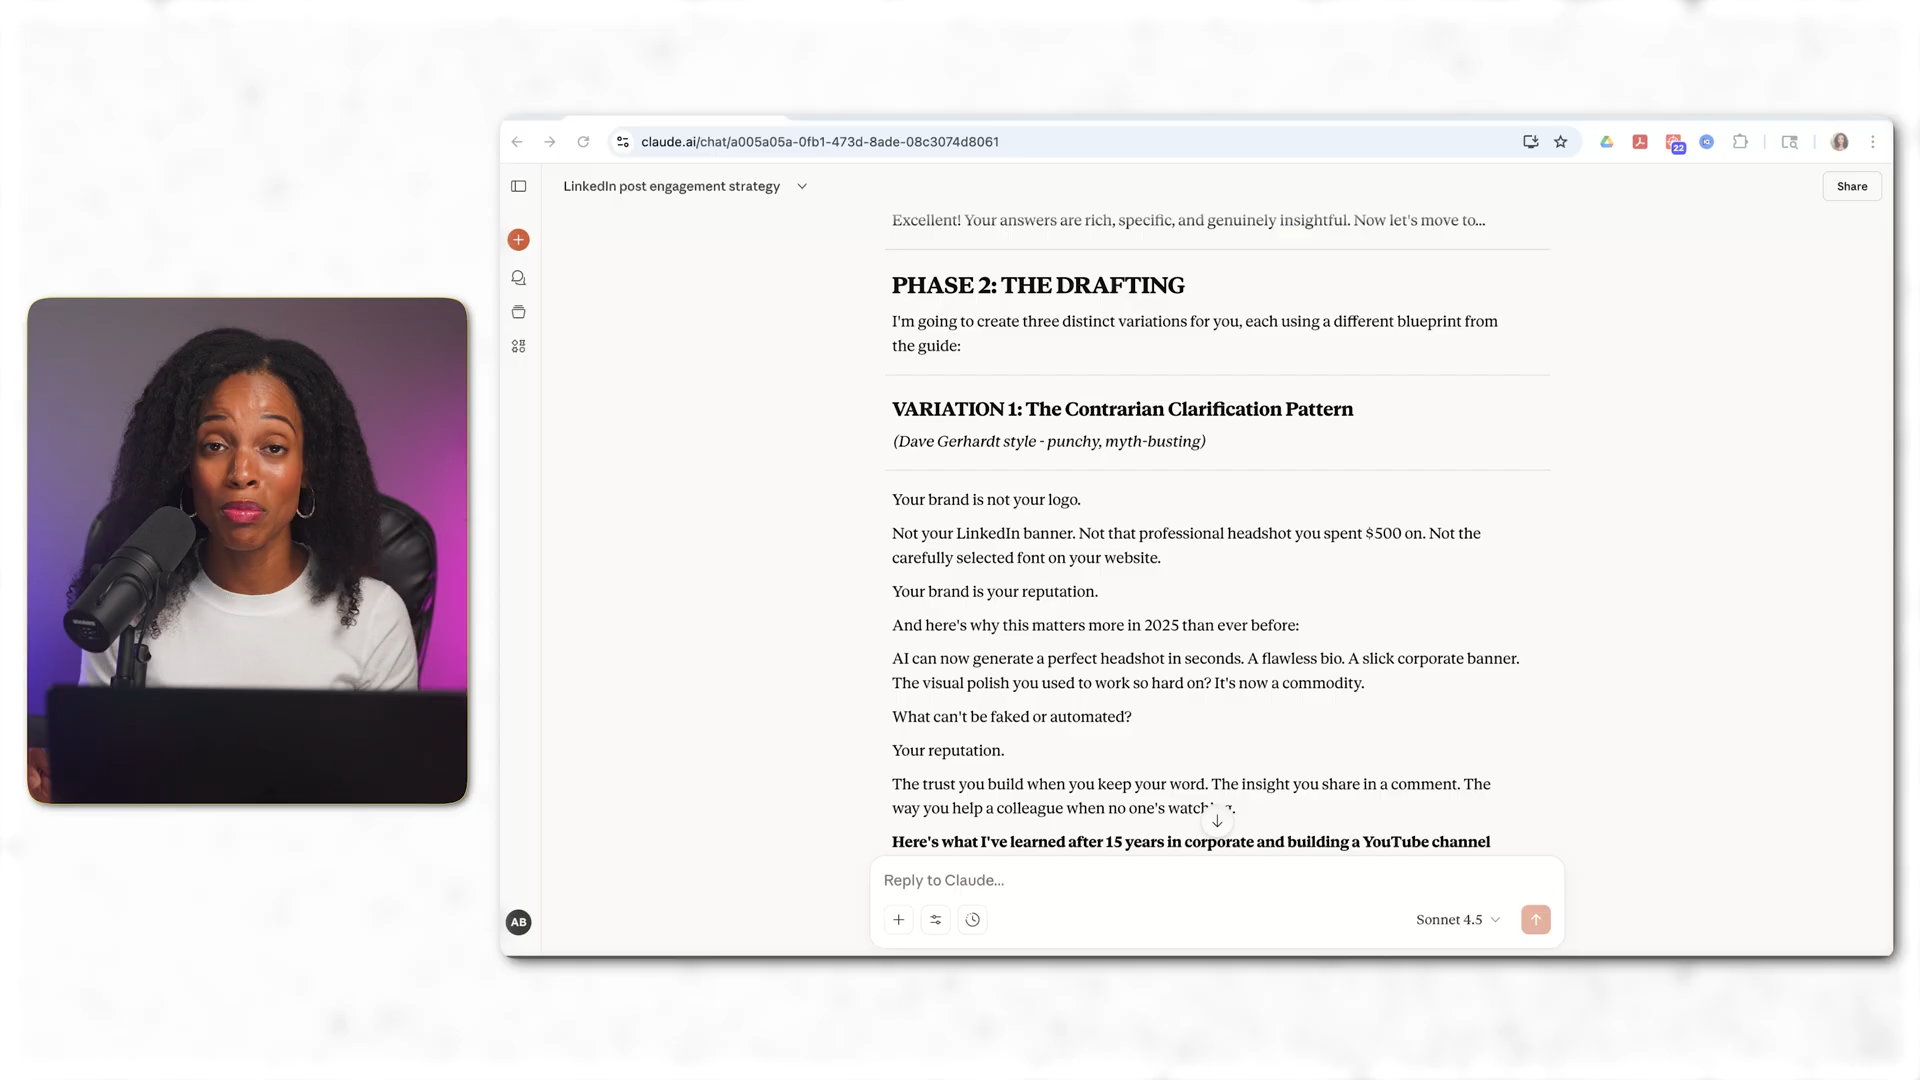 claude.ai/chat/a005a05a-0fb1-473d-8ade-08c3074d8061
22
LinkedIn post engagement strategy
Share
Excellent! Your answers are rich, specific, and genuinely insightful. Now let's move to...
PHASE 2: THE DRAFTING
I'm going to create three distinct variations for you, each using a different blueprint from
the guide:
VARIATION 1: The Contrarian Clarification Pattern
(Dave Gerhardt style - punchy, myth-busting)
Your brand is not your logo.
Not your LinkedIn banner. Not that professional headshot you spent $500 on. Not the
carefully selected font on your website.
Your brand is your reputation.
And here's why this matters more in 2025 than ever before:
AI can now generate a perfect headshot in seconds. A flawless bio. A slick corporate banner.
The visual polish you used to work so hard on? It's now a commodity.
What can't be faked or automated?
Your reputation.
The trust you build when you keep your word. The insight you share in a comment. The
way you help a colleague when no one's watching.
Here's what I've learned after 15 years in corporate and building a YouTube channel
Reply to Claude...
Sonnet 4.5
AB